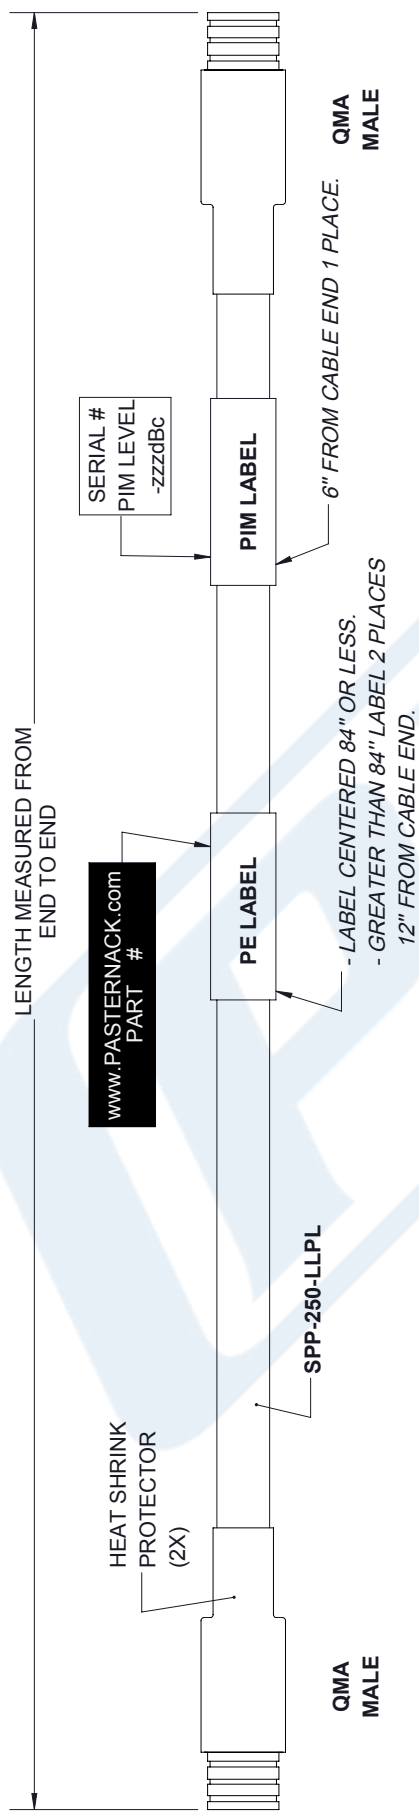 LENGTH MEASURED FROM
END TO END
HEAT SHRINK
PROTECTOR
(2X)
www.PASTERNACK.com
PART #
SERIAL #
PIM LEVEL
-zzzdBc
PE LABEL
PIM LABEL
QMA
MALE
SPP-250-LLPL
- LABEL CENTERED 84" OR LESS.
- GREATER THAN 84" LABEL 2 PLACES
12" FROM CABLE END.
6" FROM CABLE END 1 PLACE.
QMA
MALE